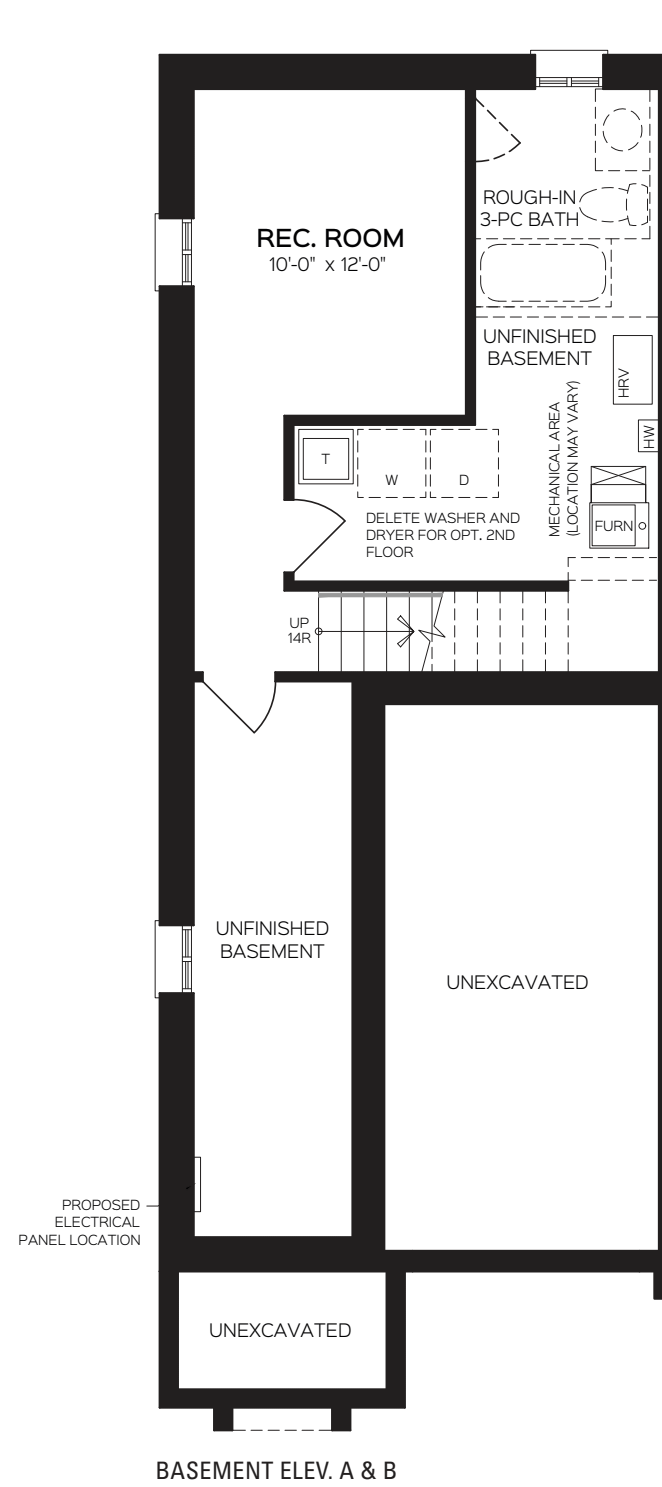 ROUGH-IN
3-PC BATH
REC. ROOM
10'-0" x 12'-0"
UNFINISHED
BASEMENT
HRV
MECHANICAL AREA
(LOCATION MAY VARY)
HW
T
W
D
DELETE WASHER AND
DRYER FOR OPT. 2ND
FLOOR
FURN
UP
14R
UNFINISHED
BASEMENT
UNEXCAVATED
PROPOSED
ELECTRICAL
PANEL LOCATION
UNEXCAVATED
BASEMENT ELEV. A & B